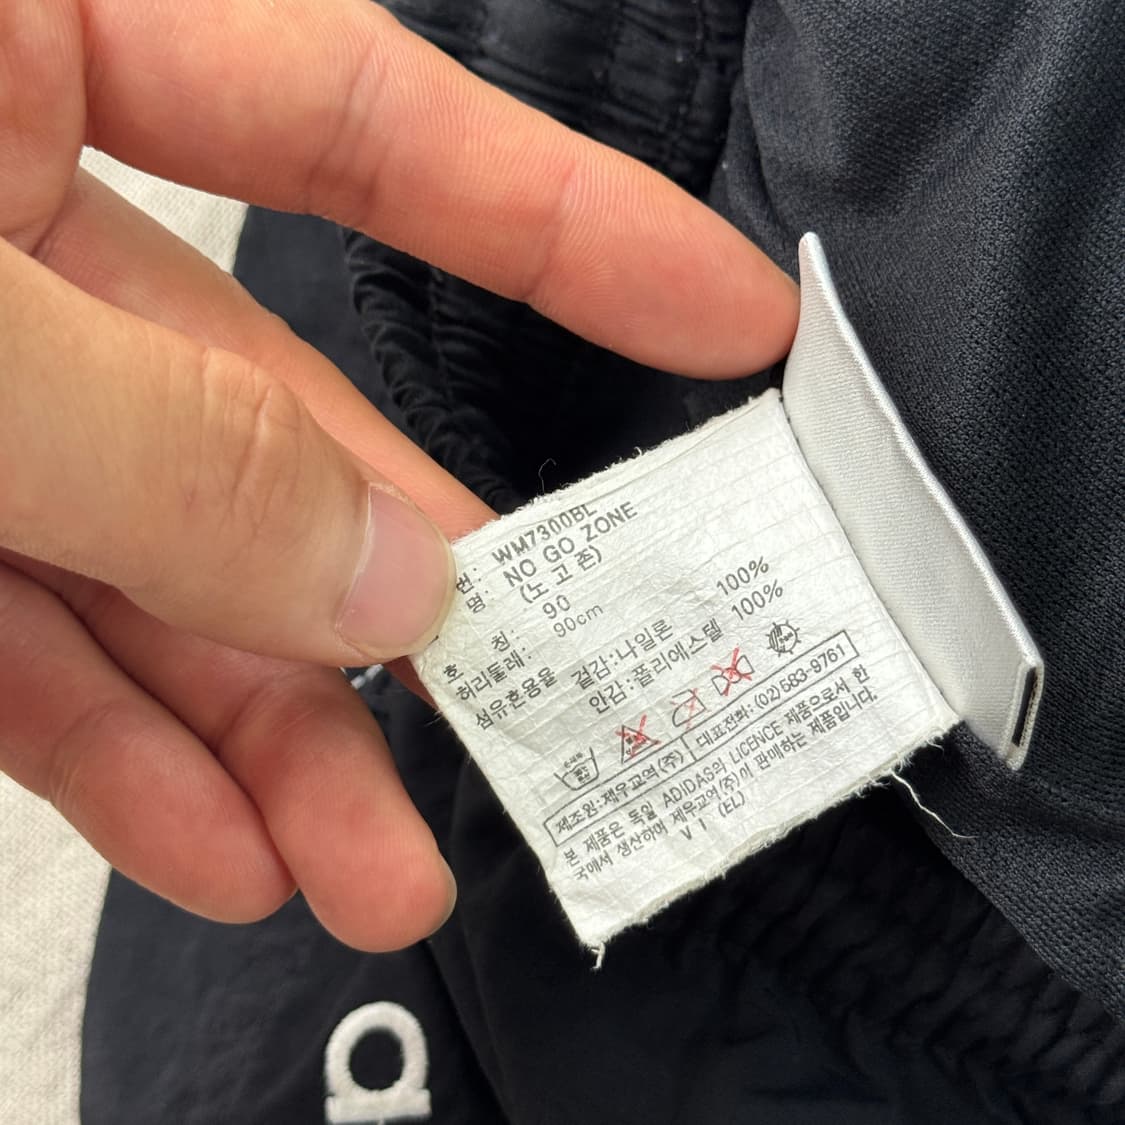 번: WM7300BL
명: NO GO ZONE
(노고존)
호 칭: 90
허리둘레: 90cm
섬유혼용율 겉감:나일론 100%
안감:폴리에스텔 100%
제조원:제우교역(주) 대표전화:(02)583-9761
본 제품은 독일 ADIDAS의 LICENCE 제품으로서 한
국에서 생산하여 제우교역(주)이 판매하는 제품입니다.
V I (EL)
a